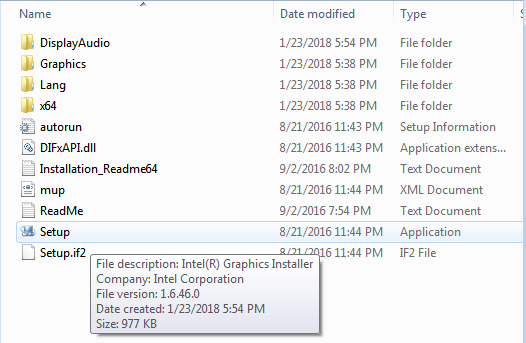 Name Date modified Type S
DisplayAudio 1/23/2018 5:54 PM File folder
Graphics 1/23/2018 5:38 PM File folder
Lang 1/23/2018 5:38 PM File folder
x64 1/23/2018 5:38 PM File folder
autorun 8/21/2016 11:43 PM Setup Information
DIFxAPI.dll 8/21/2016 11:43 PM Application extens...
Installation_Readme64 9/2/2016 8:02 PM Text Document
mup 8/21/2016 11:44 PM XML Document
ReadMe 9/2/2016 7:54 PM Text Document
Setup 8/21/2016 11:44 PM Application
Setup.if2 8/21/2016 11:44 PM IF2 File
File description: Intel(R) Graphics Installer
Company: Intel Corporation
File version: 1.6.46.0
Date created: 1/23/2018 5:54 PM
Size: 977 KB